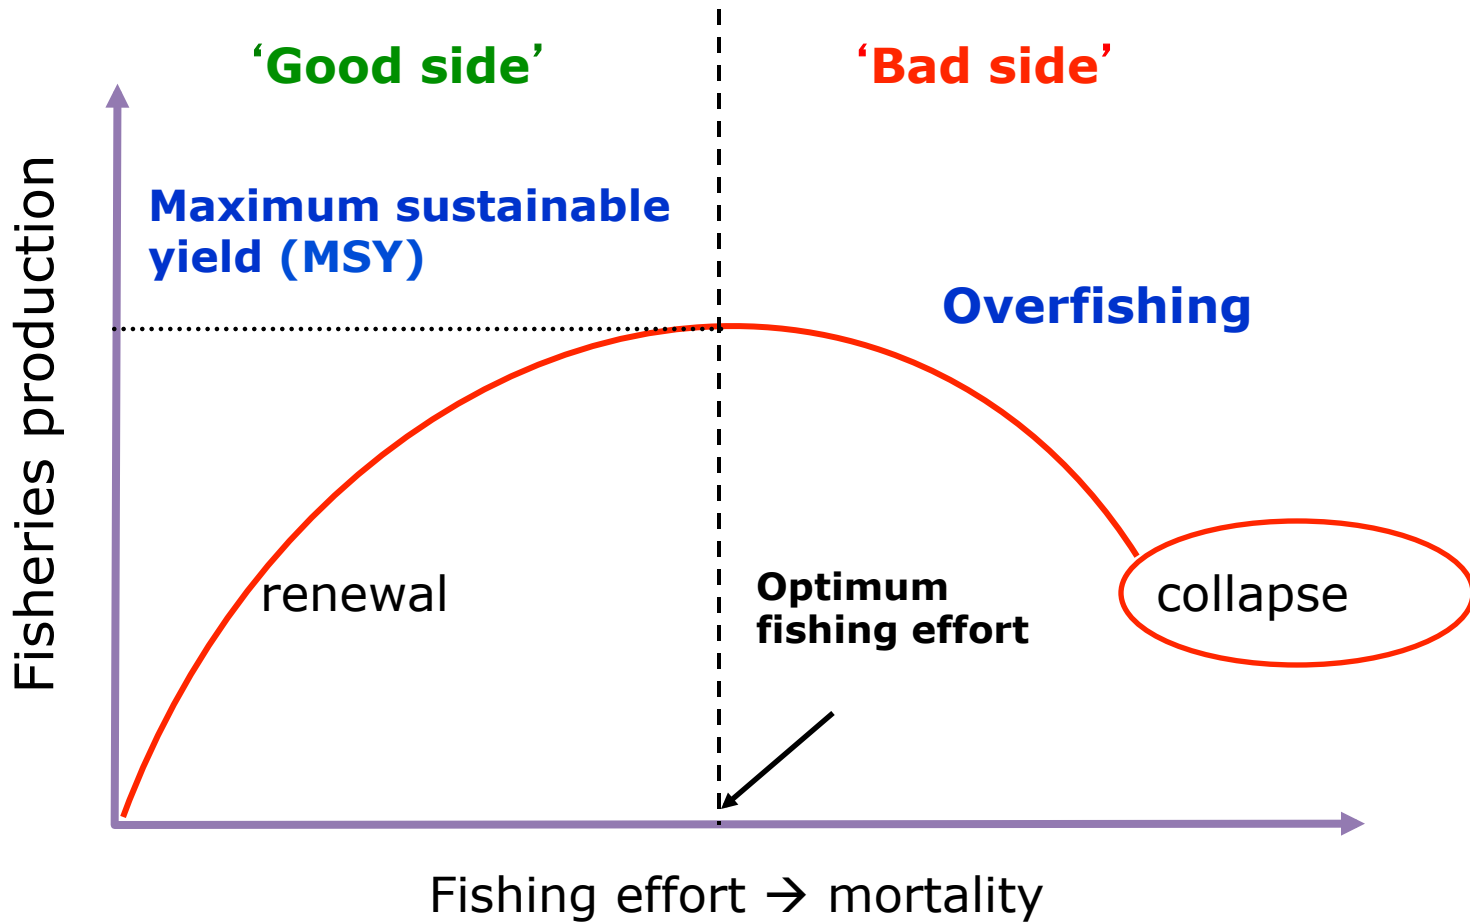 ‘Good side’
‘Bad side’
Maximum sustainable
yield (MSY)
Overfishing
Fisheries production
renewal
Optimum
fishing effort
collapse
Fishing effort → mortality